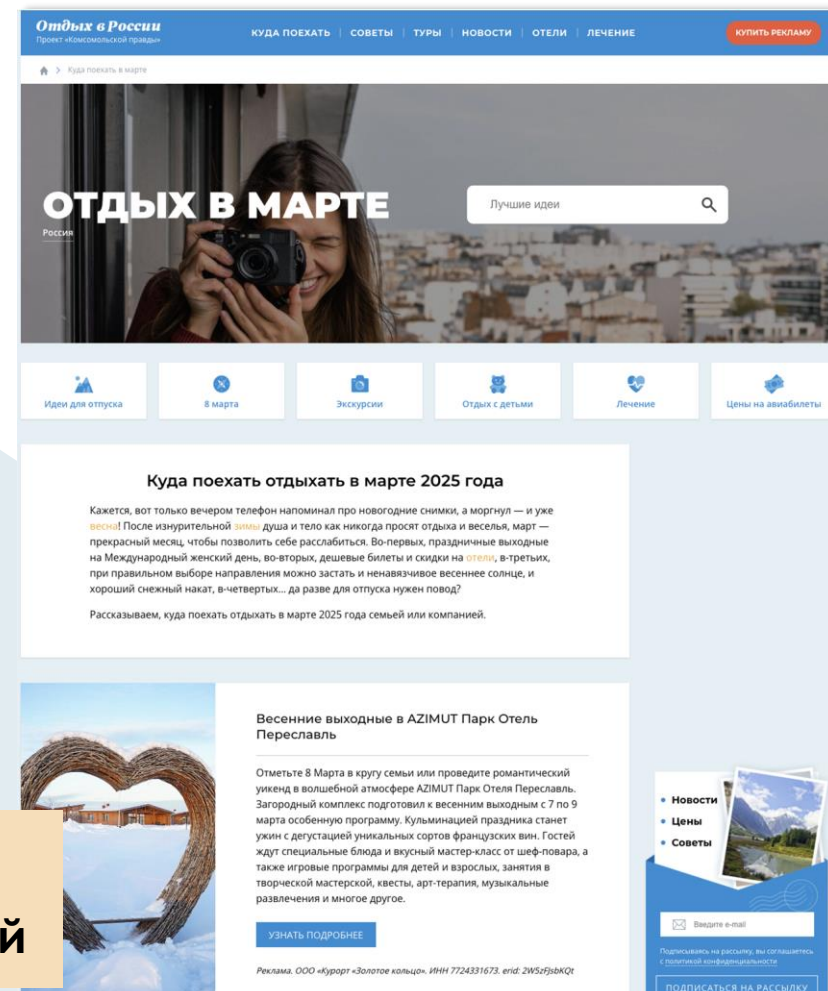 Отдых в России
Проект «Комсомольской правды»
КУДА ПОЕХАТЬ | СОВЕТЫ | ТУРЫ | НОВОСТИ | ОТЕЛИ | ЛЕЧЕНИЕ
КУПИТЬ РЕКЛАМУ
Куда поехать в марте
ОТДЫХ В МАРТЕ
Россия
Лучшие идеи
Идеи для отпуска
8 марта
Экскурсии
Отдых с детьми
Лечение
Цены на авиабилеты
Куда поехать отдыхать в марте 2025 года
Кажется, вот только вечером телефон напоминал про новогодние снимки, а моргнул — и уже
весна! После изнурительной зимы душа и тело как никогда просят отдыха и веселья, март —
прекрасный месяц, чтобы позволить себе расслабиться. Во-первых, праздничные выходные
на Международный женский день, во-вторых, дешевые билеты и скидки на отели, в-третьих,
при правильном выборе направления можно застать и ненавязчивое весеннее солнце, и
хороший снежный накат, в-четвертых... да разве для отпуска нужен повод?
Рассказываем, куда поехать отдыхать в марте 2025 года семьей или компанией.
Весенние выходные в AZIMUT Парк Отель
Переславль
Отметьте 8 Марта в кругу семьи или проведите романтический
уикенд в волшебной атмосфере AZIMUT Парк Отеля Переславль.
Загородный комплекс подготовил к весенним выходным с 7 по 9
марта особенную программу. Кульминацией праздника станет
ужин с дегустацией уникальных сортов французских вин. Гостей
ждут специальные блюда и вкусный мастер-класс от шеф-повара, а
также игровые программы для детей и взрослых, занятия в
творческой мастерской, квесты, арт-терапия, музыкальные
развлечения и многое другое.
УЗНАТЬ ПОДРОБНЕЕ
Реклама. ООО «Курорт «Золотое кольцо». ИНН 7724331673. erid: 2W5zFJsbKQt
й
Новости
Цены
Советы
Введите e-mail
Подписываясь на рассылку, вы соглашаетесь
с политикой конфиденциальности
ПОДПИСАТЬСЯ НА РАССЫЛКУ